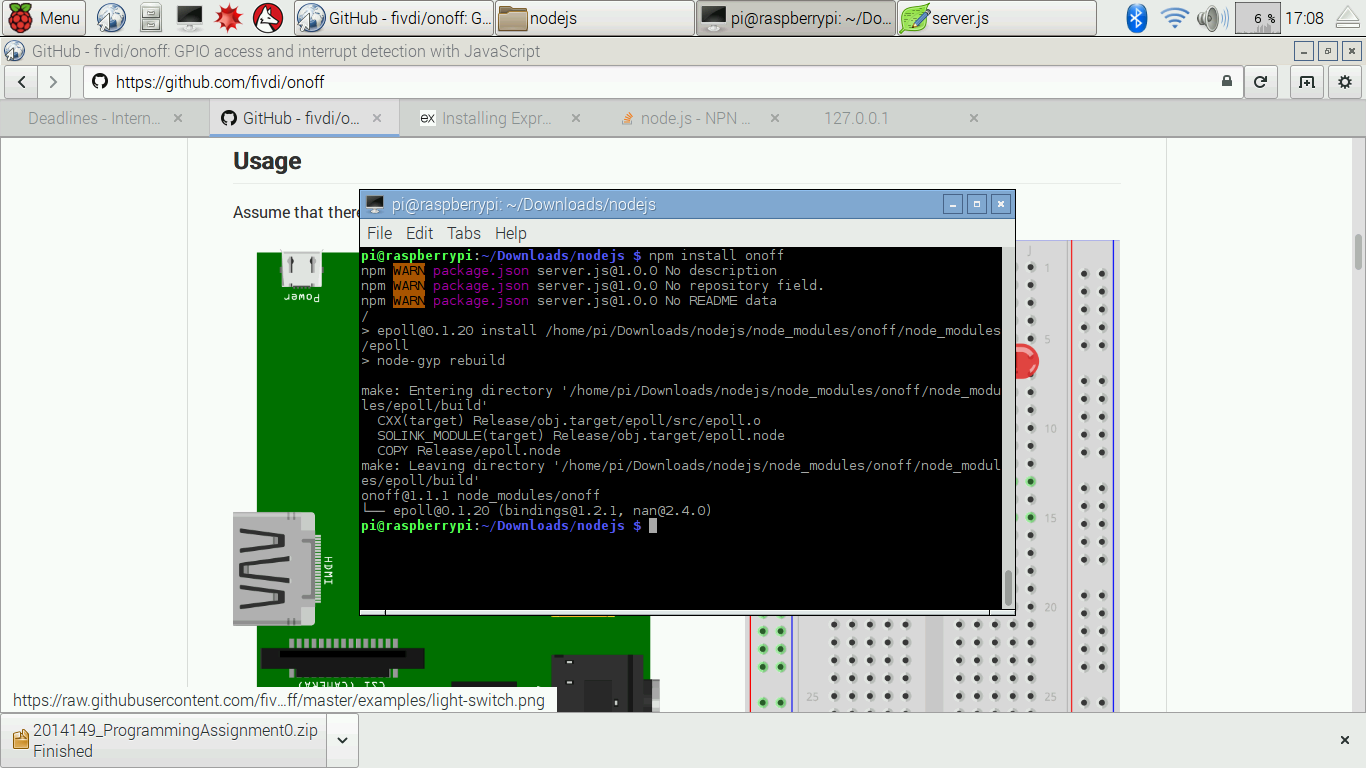 Menu
GitHub - fivdi/onoff: G...
nodejs
pi@raspberrypi: ~/Do...
server.js
6 %
17:08
GitHub - fivdi/onoff: GPIO access and interrupt detection with JavaScript
https://github.com/fivdi/onoff
Deadlines - Intern...
GitHub - fivdi/o...
ex Installing Expr...
node.js - NPN ...
127.0.0.1
Usage
Assume that there
pi@raspberrypi: ~/Downloads/nodejs
File Edit Tabs Help
pi@raspberrypi:~/Downloads/nodejs $ npm install onoff
npm WARN package.json server.js@1.0.0 No description
npm WARN package.json server.js@1.0.0 No repository field.
npm WARN package.json server.js@1.0.0 No README data
/
> epoll@0.1.20 install /home/pi/Downloads/nodejs/node_modules/onoff/node_modules
/epoll
> node-gyp rebuild
make: Entering directory '/home/pi/Downloads/nodejs/node_modules/onoff/node_modu
les/epoll/build'
CXX(target) Release/obj.target/epoll/src/epoll.o
SOLINK_MODULE(target) Release/obj.target/epoll.node
COPY Release/epoll.node
make: Leaving directory '/home/pi/Downloads/nodejs/node_modules/onoff/node_modul
es/epoll/build'
onoff@1.1.1 node_modules/onoff
└── epoll@0.1.20 (bindings@1.2.1, nan@2.4.0)
pi@raspberrypi:~/Downloads/nodejs $
Power
HDMI
CSI (CAMERA)
J
1
5
10
15
20
25
25
https://raw.githubusercontent.com/fiv...ff/master/examples/light-switch.png
2014149_ProgrammingAssignment0.zip
Finished